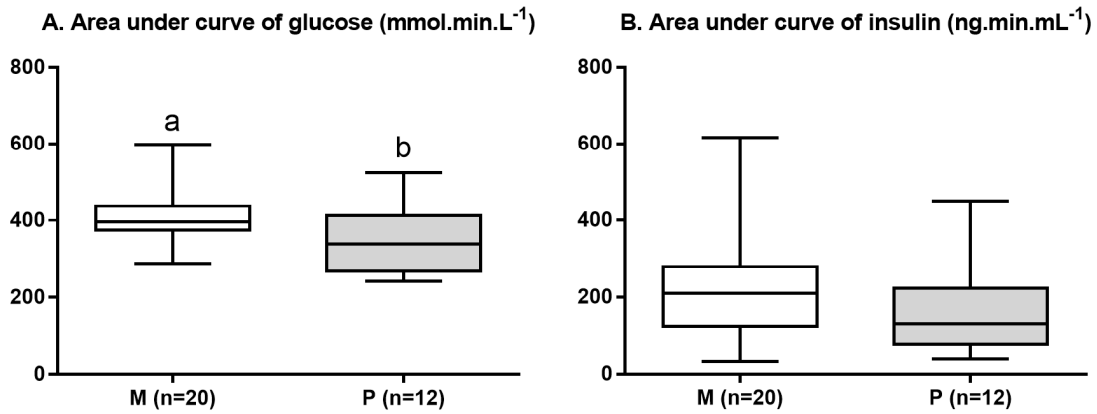 A. Area under curve of glucose (mmol.min.L⁻¹)
800
600
400
200
0
a
b
M (n=20)
P (n=12)
B. Area under curve of insulin (ng.min.mL⁻¹)
800
600
400
200
0
M (n=20)
P (n=12)